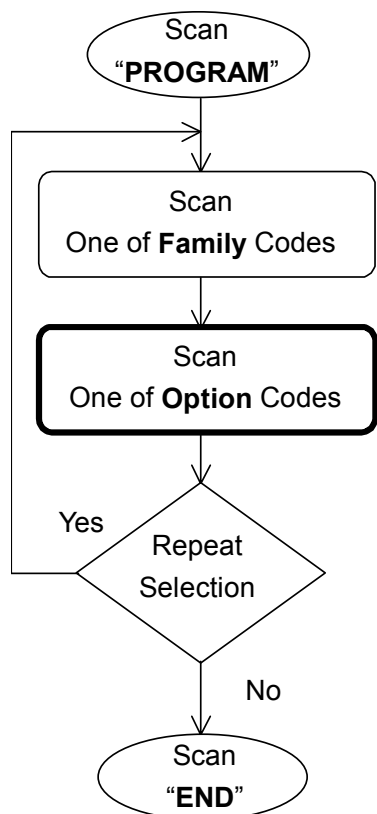 Scan
“PROGRAM”
Scan
One of Family Codes
Scan
One of Option Codes
Yes
Repeat
Selection
No
Scan
“END”